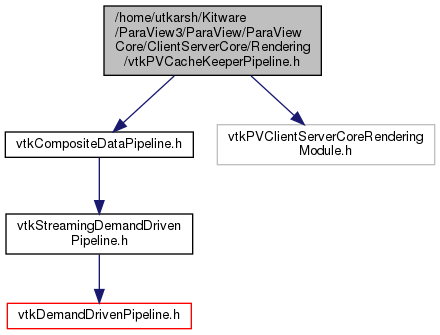 /home/utkarsh/Kitware
/ParaView3/ParaView/ParaView
Core/ClientServerCore/Rendering
/vtkPVCacheKeeperPipeline.h
vtkCompositeDataPipeline.h
vtkPVClientServerCoreRendering
Module.h
vtkStreamingDemandDriven
Pipeline.h
vtkDemandDrivenPipeline.h